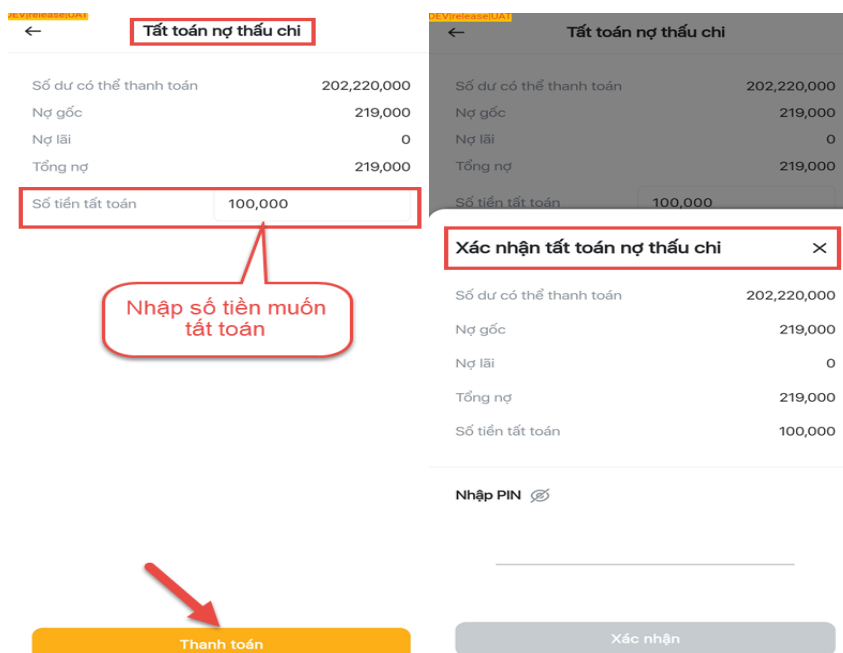 DEV|release|UAT
Tất toán nợ thấu chi
Số dư có thể thanh toán 202,220,000
Nợ gốc 219,000
Nợ lãi 0
Tổng nợ 219,000
Số tiền tất toán 100,000
Nhập số tiền muốn
tất toán
Thanh toán
DEV|release|UAT
Tất toán nợ thấu chi
Số dư có thể thanh toán 202,220,000
Nợ gốc 219,000
Nợ lãi 0
Tổng nợ 219,000
Số tiền tất toán 100,000
Xác nhận tất toán nợ thấu chi
Số dư có thể thanh toán 202,220,000
Nợ gốc 219,000
Nợ lãi 0
Tổng nợ 219,000
Số tiền tất toán 100,000
Nhập PIN
Xác nhận